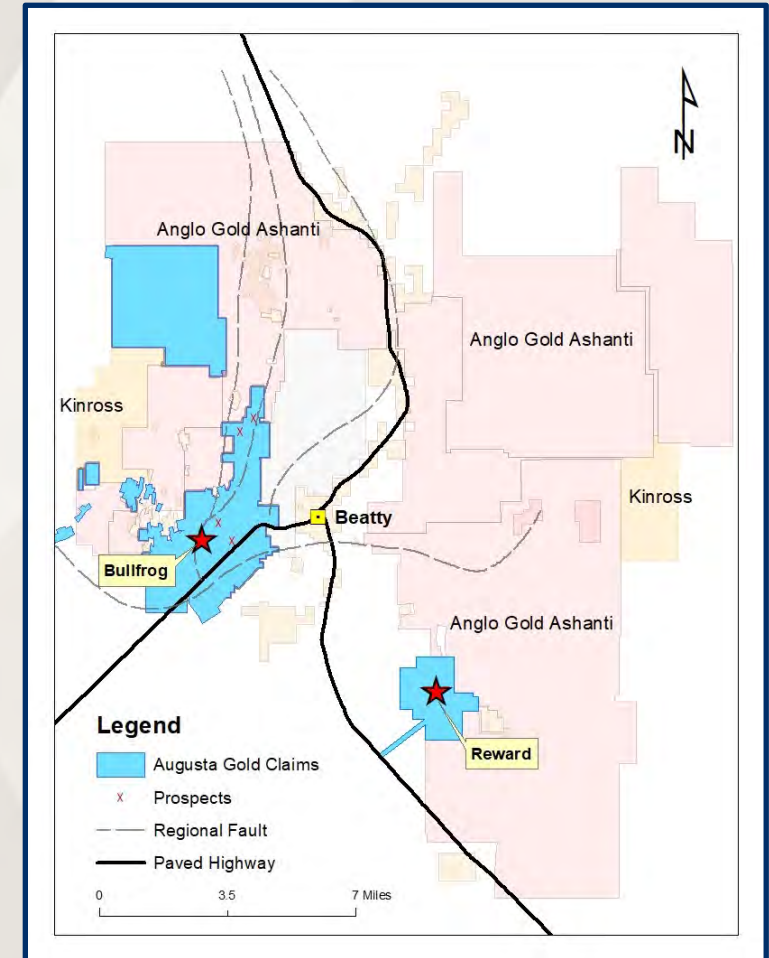 N
Anglo Gold Ashanti
Anglo Gold Ashanti
Kinross
Kinross
Beatty
Bullfrog
Anglo Gold Ashanti
Reward
Legend
Augusta Gold Claims
x Prospects
Regional Fault
Paved Highway
0 3.5 7 Miles